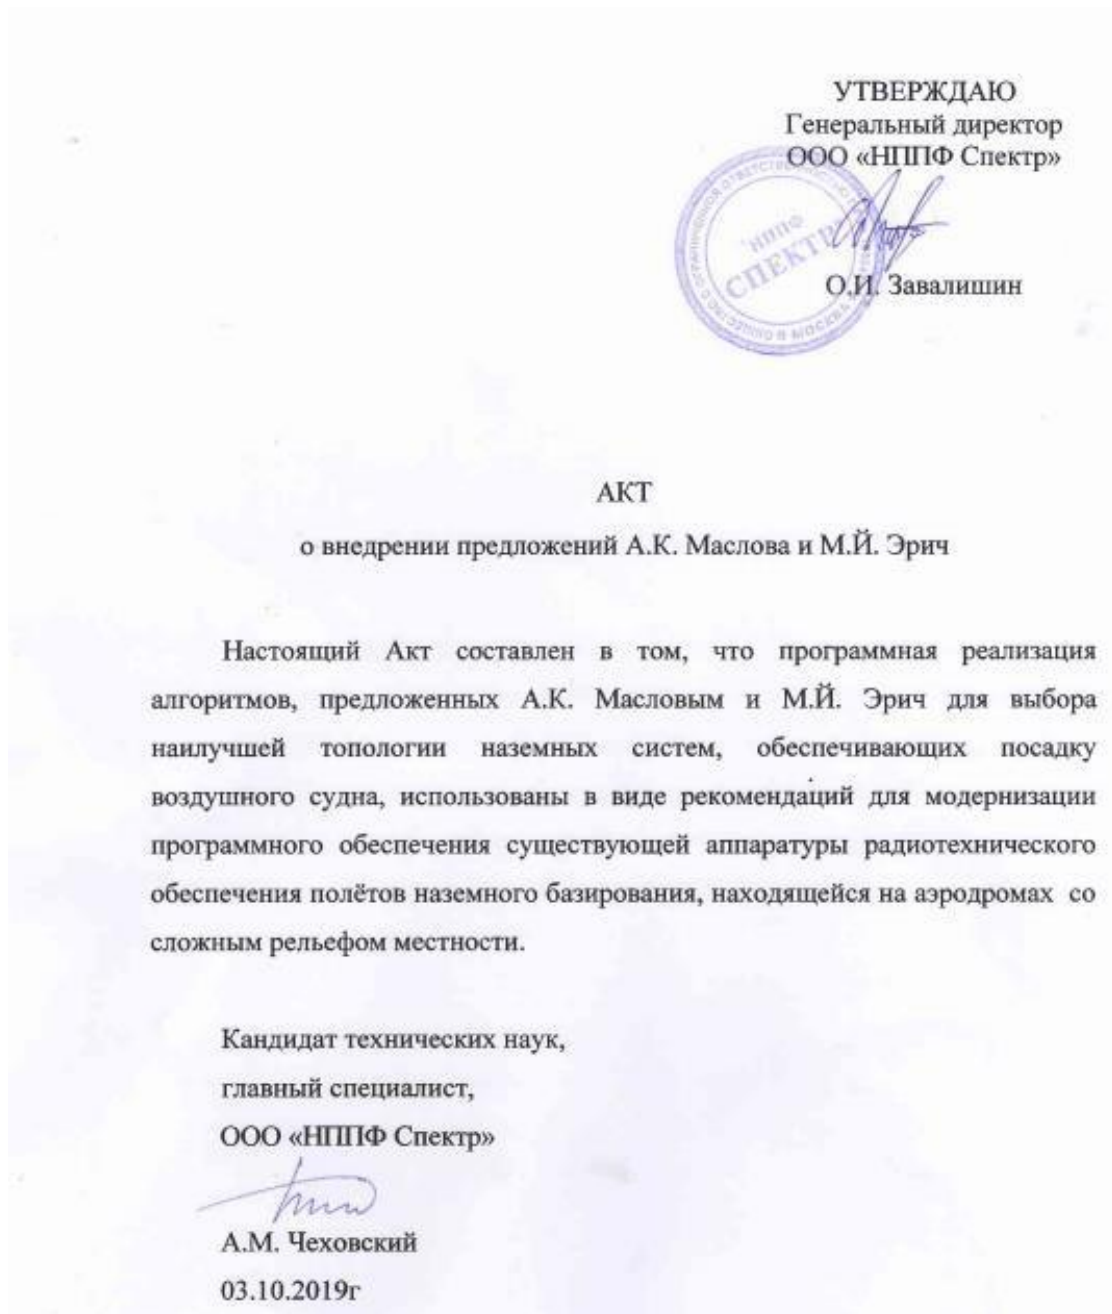 УТВЕРЖДАЮ
Генеральный директор
ООО «НППФ Спектр»
НППФ
СПЕКТР
О.И. Завалишин
АКТ
о внедрении предложений А.К. Маслова и М.Й. Эрич
Настоящий Акт составлен в том, что программная реализация
алгоритмов, предложенных А.К. Масловым и М.Й. Эрич для выбора
наилучшей топологии наземных систем, обеспечивающих посадку
воздушного судна, использованы в виде рекомендаций для модернизации
программного обеспечения существующей аппаратуры радиотехнического
обеспечения полётов наземного базирования, находящейся на аэродромах со
сложным рельефом местности.
Кандидат технических наук,
главный специалист,
ООО «НППФ Спектр»
А.М. Чеховский
03.10.2019г